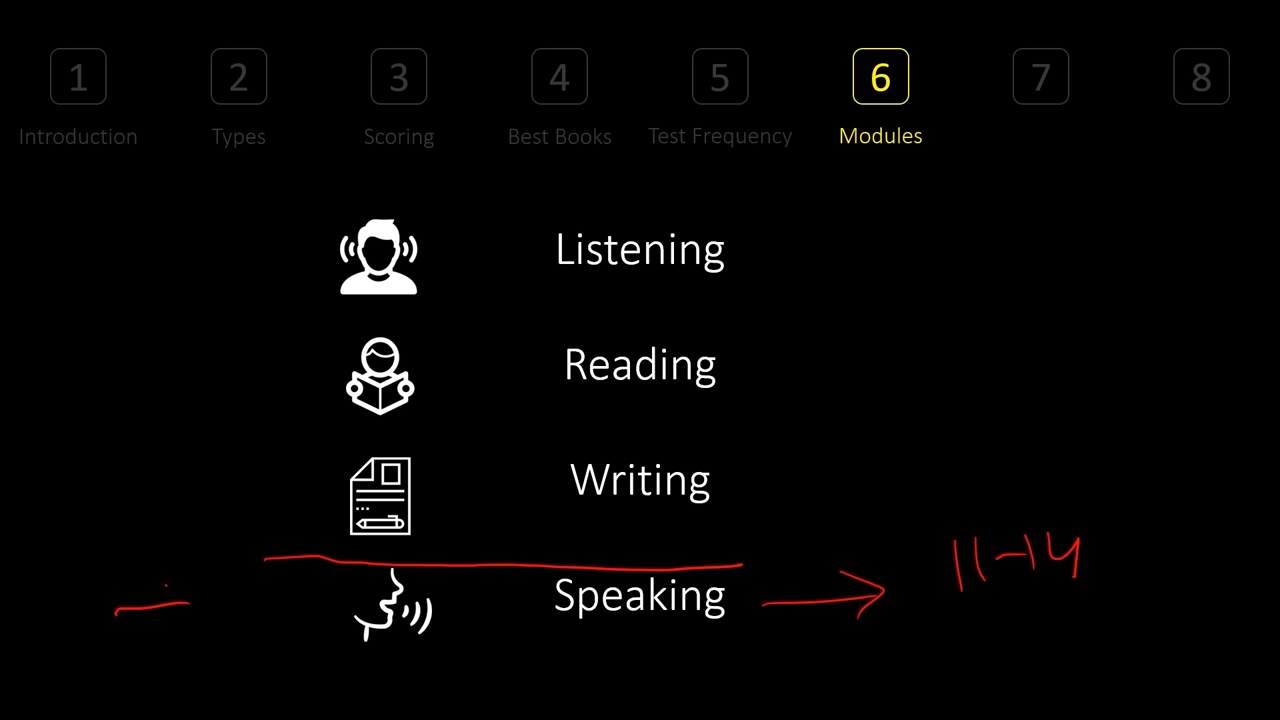 1 2 3 4 5 6 7 8
Introduction Types Scoring Best Books Test Frequency Modules
Listening
Reading
Writing
11-14
Speaking